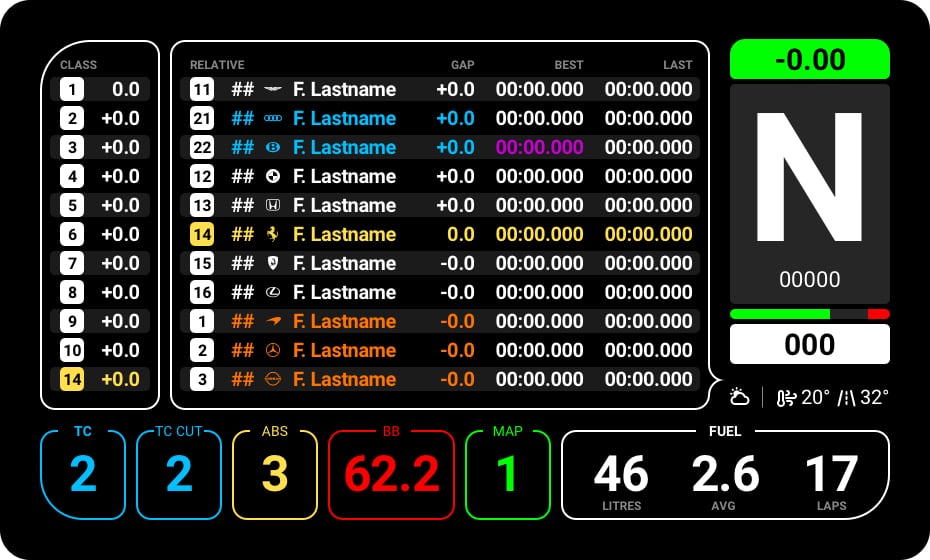 CLASS
1 0.0
2 +0.0
3 +0.0
4 +0.0
5 +0.0
6 +0.0
7 +0.0
8 +0.0
9 +0.0
10 +0.0
14 +0.0
RELATIVE GAP BEST LAST
11 ## F. Lastname +0.0 00:00.000 00:00.000
21 ## F. Lastname +0.0 00:00.000 00:00.000
22 ## F. Lastname +0.0 00:00.000 00:00.000
12 ## F. Lastname +0.0 00:00.000 00:00.000
13 ## F. Lastname +0.0 00:00.000 00:00.000
14 ## F. Lastname 0.0 00:00.000 00:00.000
15 ## F. Lastname -0.0 00:00.000 00:00.000
16 ## F. Lastname -0.0 00:00.000 00:00.000
1 ## F. Lastname -0.0 00:00.000 00:00.000
2 ## F. Lastname -0.0 00:00.000 00:00.000
3 ## F. Lastname -0.0 00:00.000 00:00.000
-0.00
N
00000
000
20° 32°
TC
2
TC CUT
2
ABS
3
BB
62.2
MAP
1
FUEL
46 2.6 17
LITRES AVG LAPS